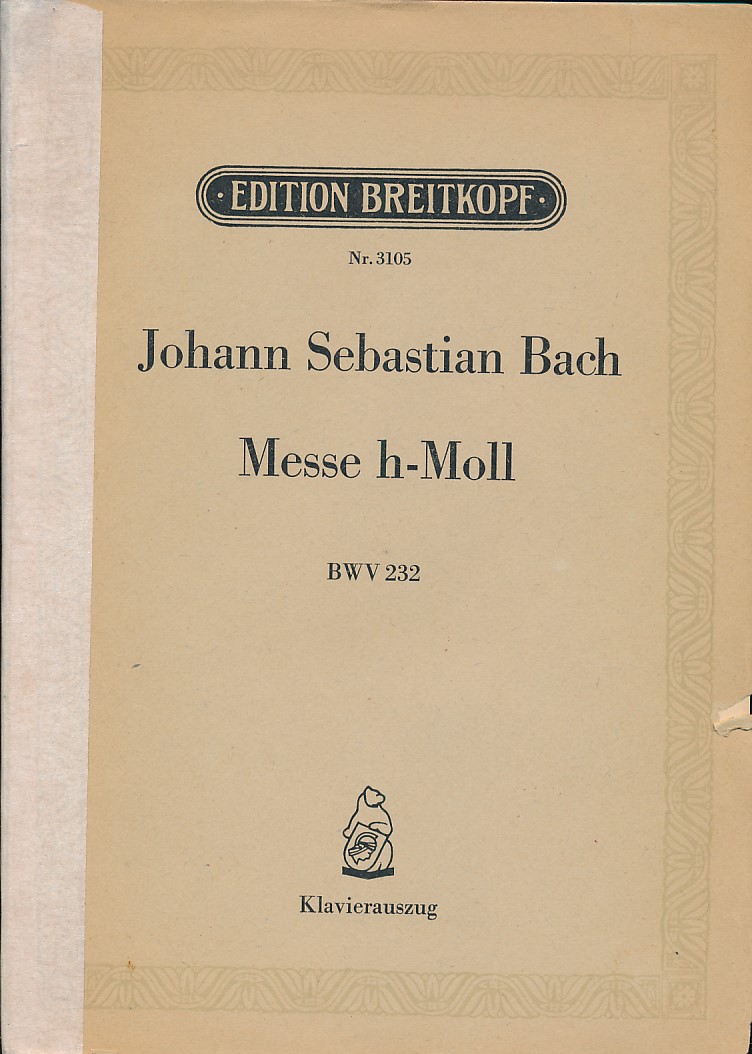 · EDITION BREITKOPF ·
Nr. 3105
Johann Sebastian Bach
Messe h-Moll
BWV 232
Klavierauszug